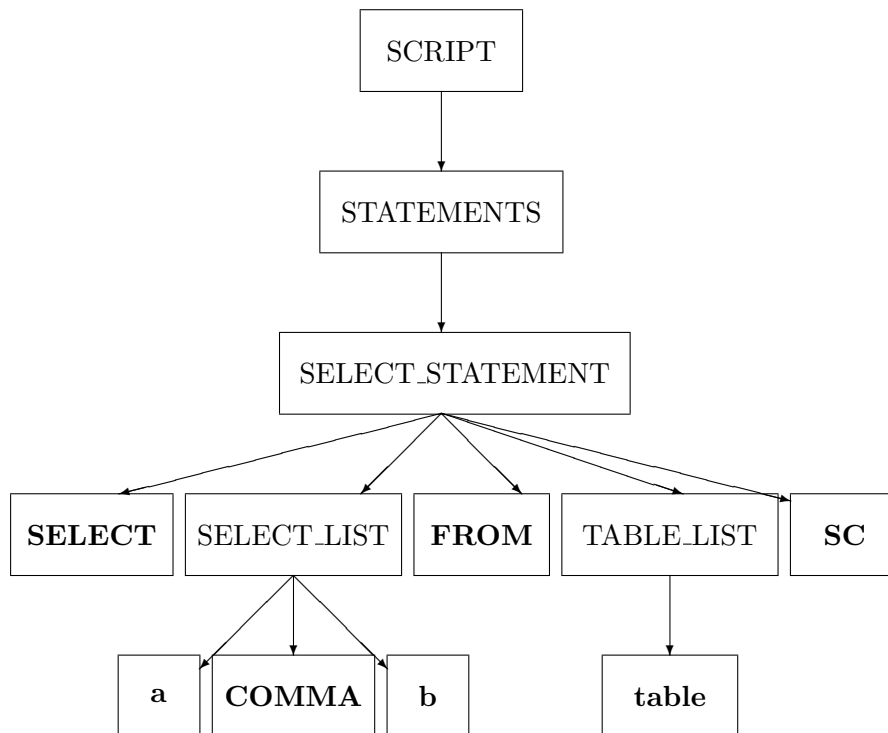 SCRIPT
STATEMENTS
SELECT_STATEMENT
SELECT SELECT_LIST FROM TABLE_LIST SC
a COMMA b table